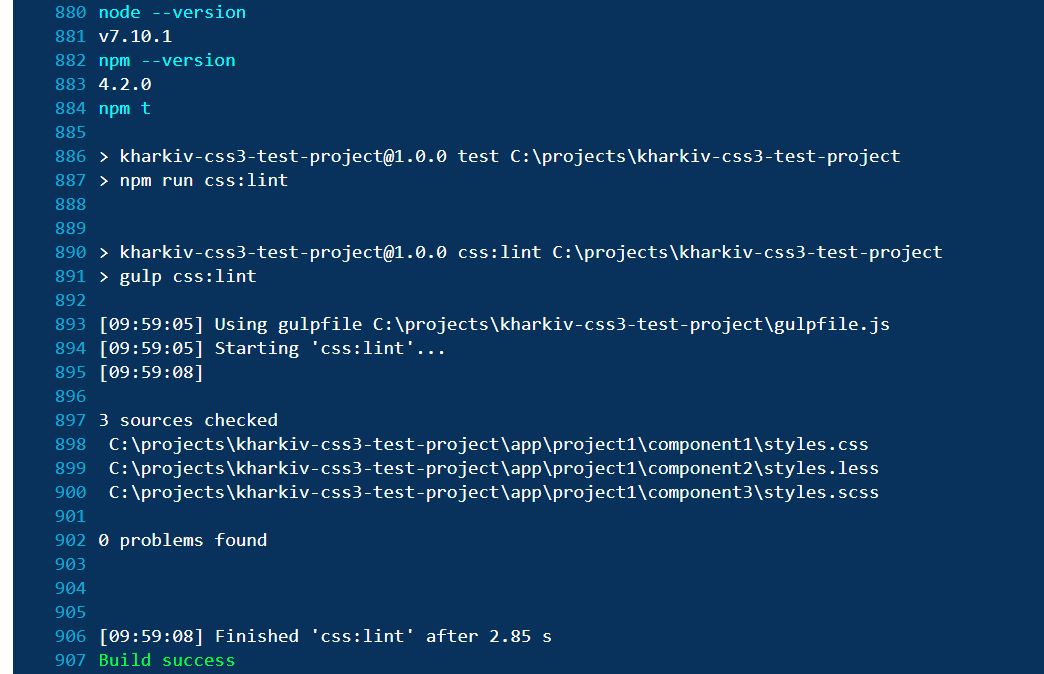 880 node --version
881 v7.10.1
882 npm --version
883 4.2.0
884 npm t
885
886 > kharkiv-css3-test-project@1.0.0 test C:\projects\kharkiv-css3-test-project
887 > npm run css:lint
888
889
890 > kharkiv-css3-test-project@1.0.0 css:lint C:\projects\kharkiv-css3-test-project
891 > gulp css:lint
892
893 [09:59:05] Using gulpfile C:\projects\kharkiv-css3-test-project\gulpfile.js
894 [09:59:05] Starting 'css:lint'...
895 [09:59:08]
896
897 3 sources checked
898  C:\projects\kharkiv-css3-test-project\app\project1\component1\styles.css
899  C:\projects\kharkiv-css3-test-project\app\project1\component2\styles.less
900  C:\projects\kharkiv-css3-test-project\app\project1\component3\styles.scss
901
902 0 problems found
903
904
905
906 [09:59:08] Finished 'css:lint' after 2.85 s
907 Build success